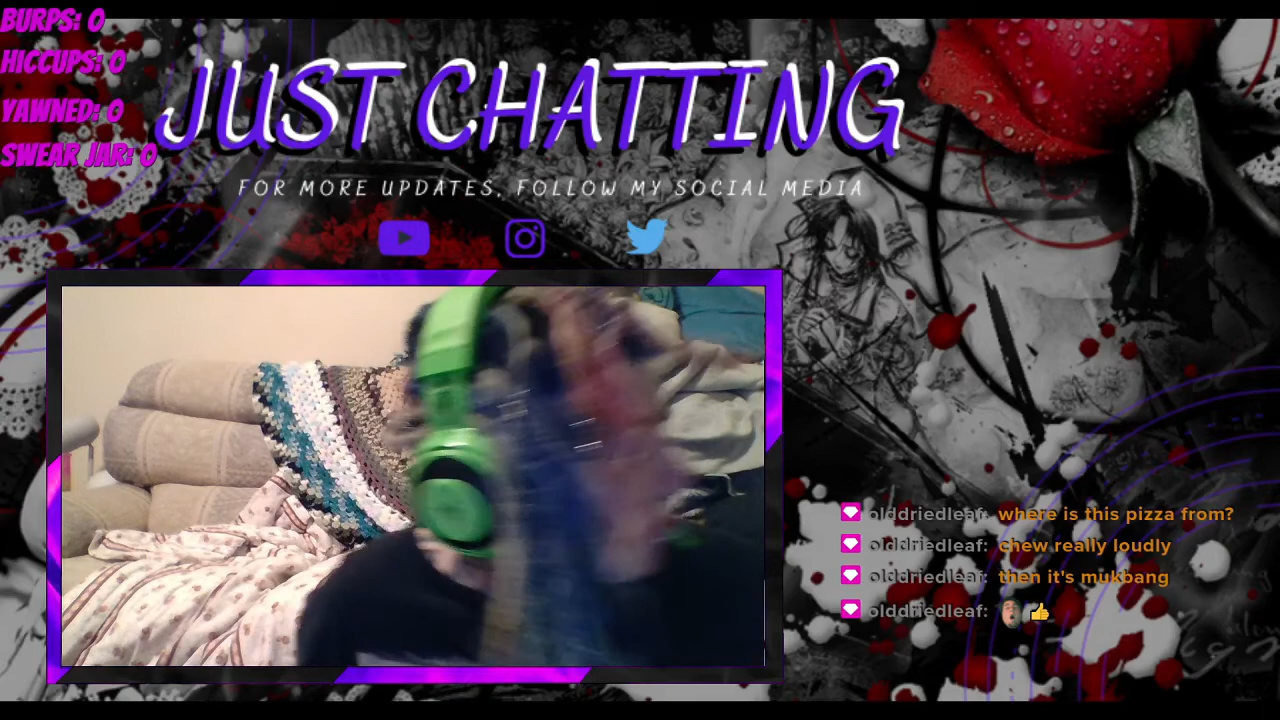 BURPS: 0
HICCUPS: 0
YAWNED: 0
SWEAR JAR: 0
JUST CHATTING
FOR MORE UPDATES, FOLLOW MY SOCIAL MEDIA
olddriedleaf: where is this pizza from?
olddriedleaf: chew really loudly
olddriedleaf: then it's mukbang
olddriedleaf: